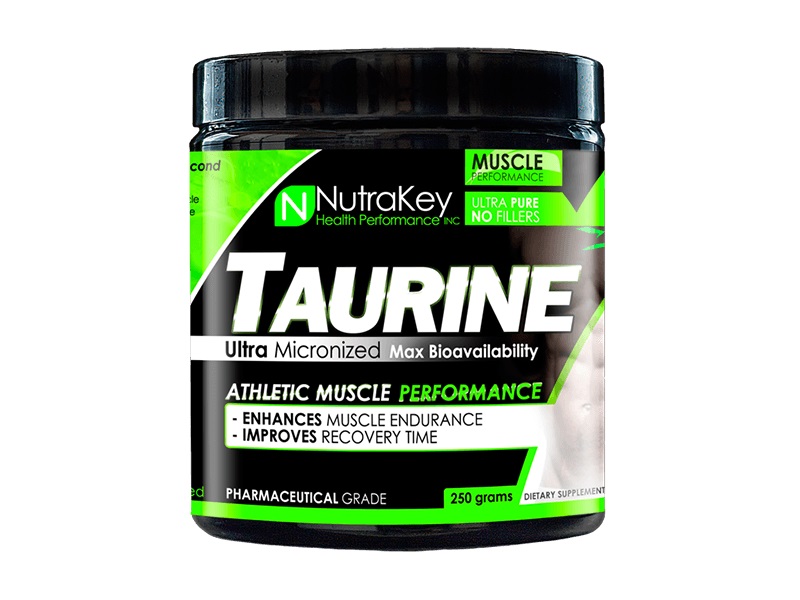 econd
MUSCLE
PERFORMANCE
ULTRA PURE
NO FILLERS
N NutraKey
Health Performance INC
TAURINE
Ultra Micronized Max Bioavailability
ATHLETIC MUSCLE PERFORMANCE
- ENHANCES MUSCLE ENDURANCE
- IMPROVES RECOVERY TIME
PHARMACEUTICAL GRADE
250 grams
DIETARY SUPPLEMENT